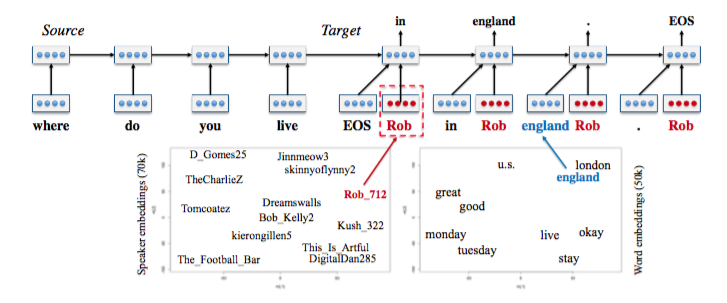 Source Target
in england . EOS
where do you live EOS Rob in Rob england Rob . Rob
Speaker embeddings (70k)
D_Gomes25
Jinnmeow3
skinnyoflynny2
TheCharlieZ
Rob_712
Dreamswalls
Tomcoatez
Bob_Kelly2
Kush_322
kierongillen5
This_Is_Artful
The_Football_Bar
DigitalDan285
u.s.
london
england
great
good
monday
live
okay
tuesday
stay
Word embeddings (50k)